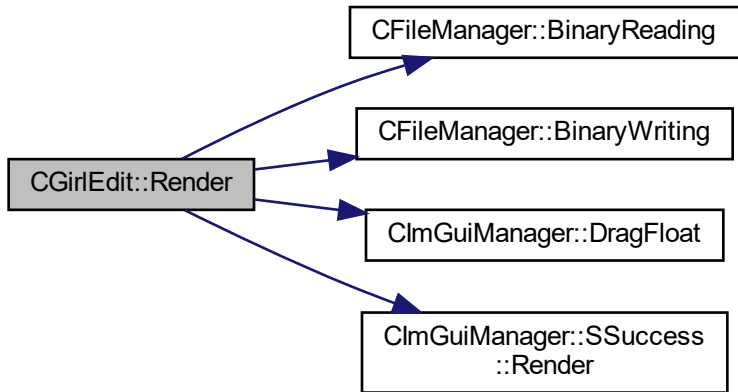 CFileManager::BinaryReading
CFileManager::BinaryWriting
CGirlEdit::Render
CImGuiManager::DragFloat
CImGuiManager::SSuccess
::Render